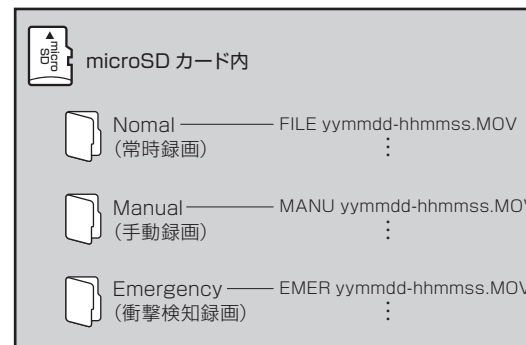 micro
SD
microSD カード内
Nomal FILE yymmdd-hhmmss.MOV
（常時録画）
Manual MANU yymmdd-hhmmss.MOV
（手動録画）
Emergency EMER yymmdd-hhmmss.MOV
（衝撃検知録画）